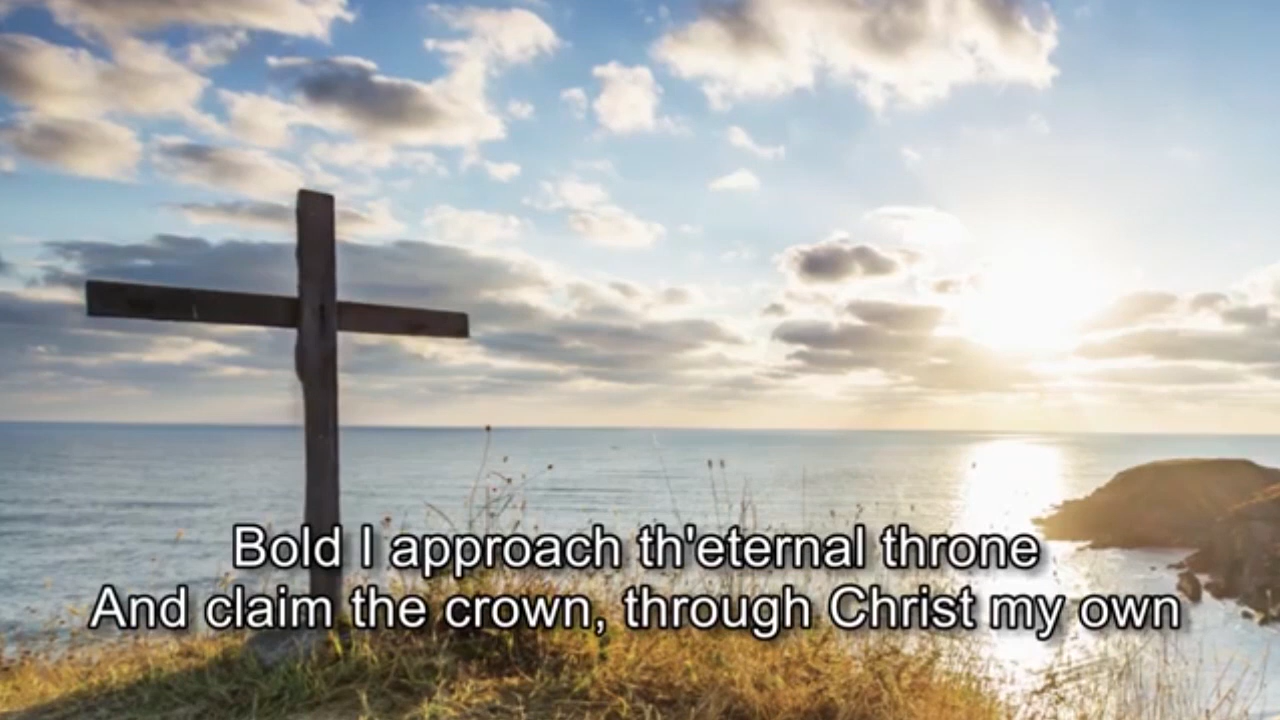 Bold I approach th'eternal throne
And claim the crown, through Christ my own